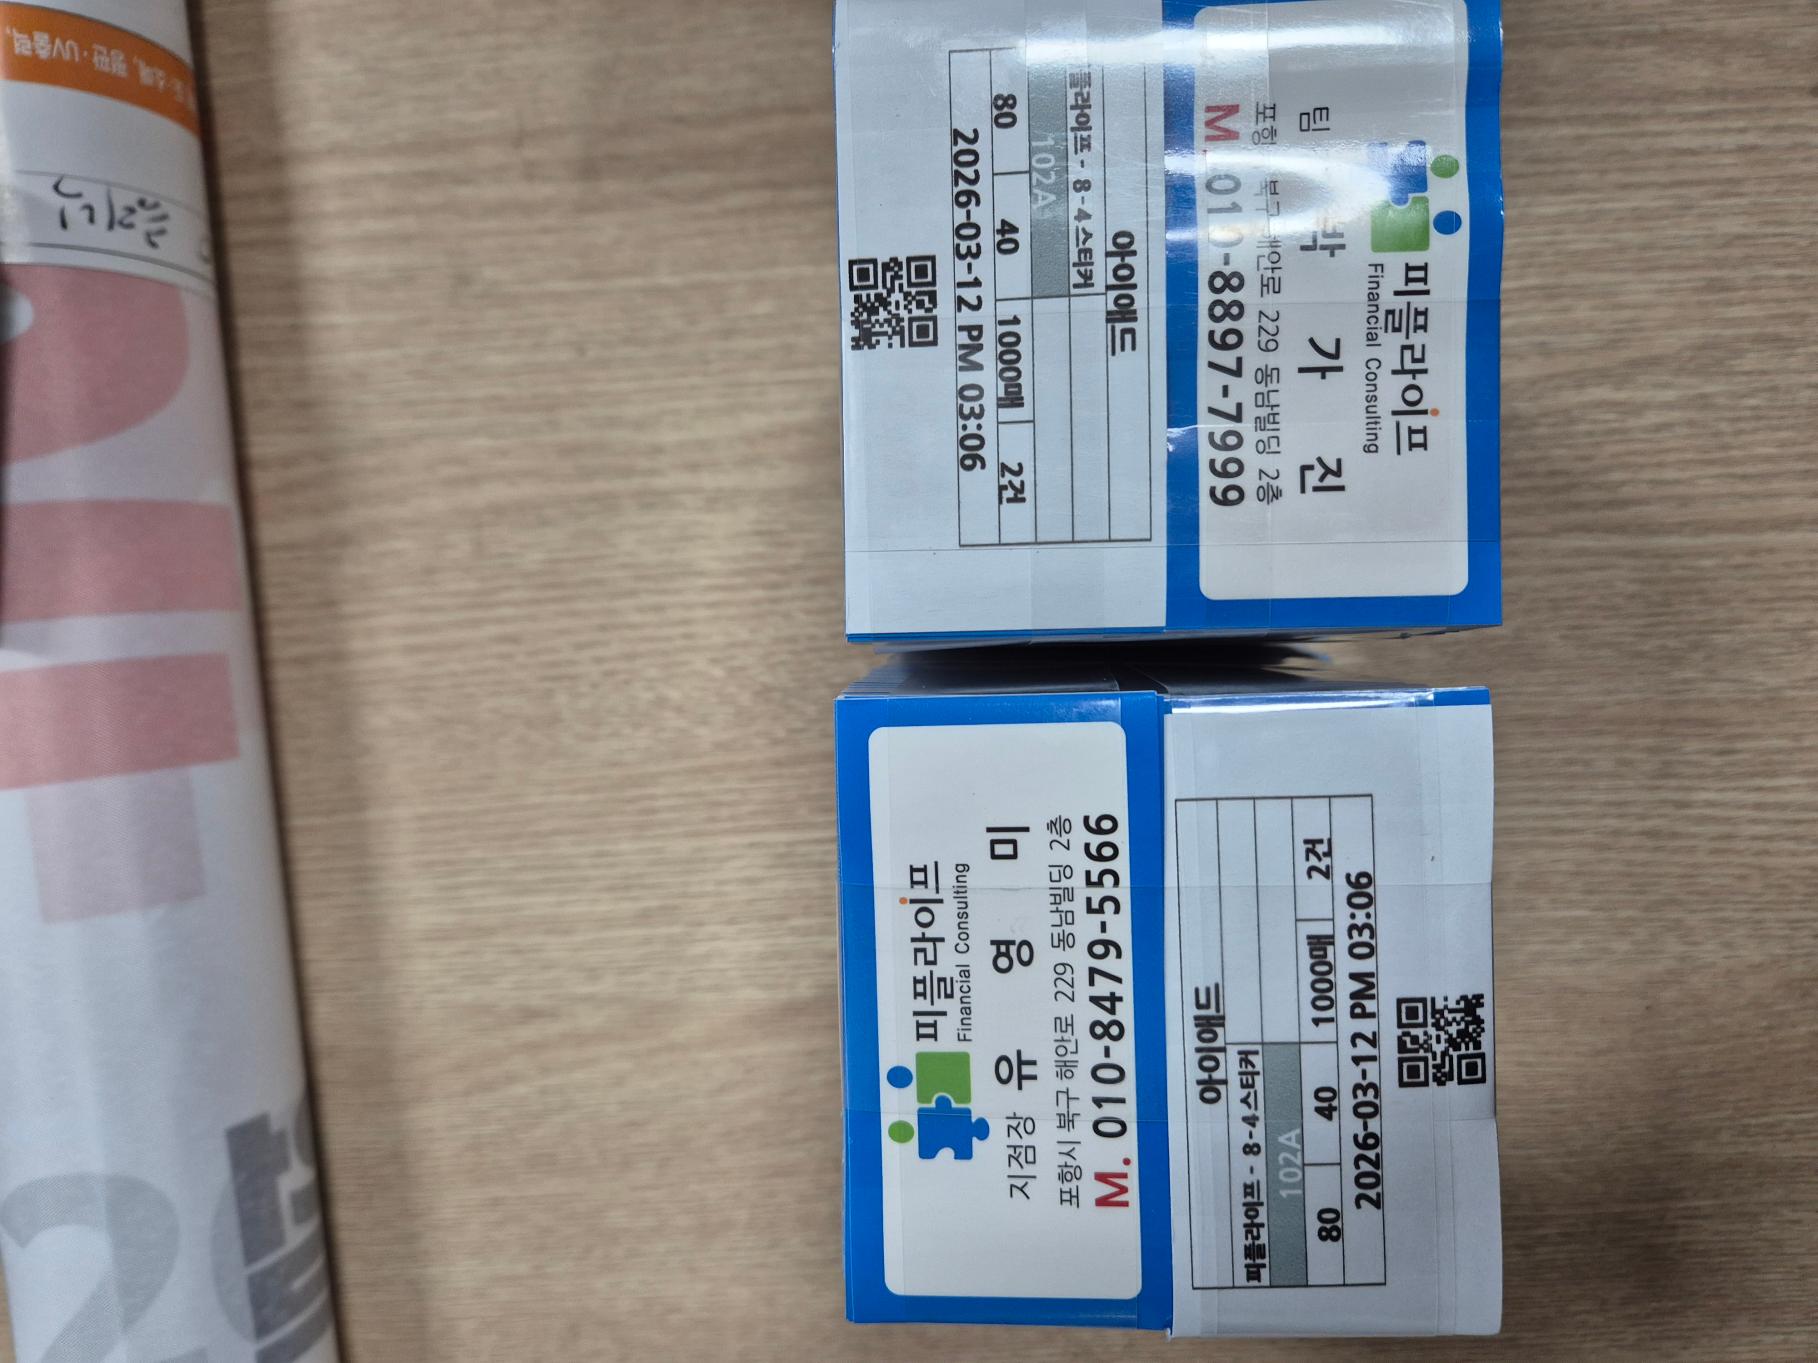 피플라이프
Financial Consulting
팀 박 가 진
포항 북구 해안로 229 동남빌딩 2층
M. 010-8897-7999
아이애드
플라이프 - 8-4스티커
102A
80 40 1000매 2건
2026-03-12 PM 03:06
피플라이프
Financial Consulting
지점장 유 영 미
포항시 북구 해안로 229 동남빌딩 2층
M. 010-8479-5566
아이애드
피플라이프 - 8-4스티커
102A
80 40 1000매 2건
2026-03-12 PM 03:06
명판·UV출력,